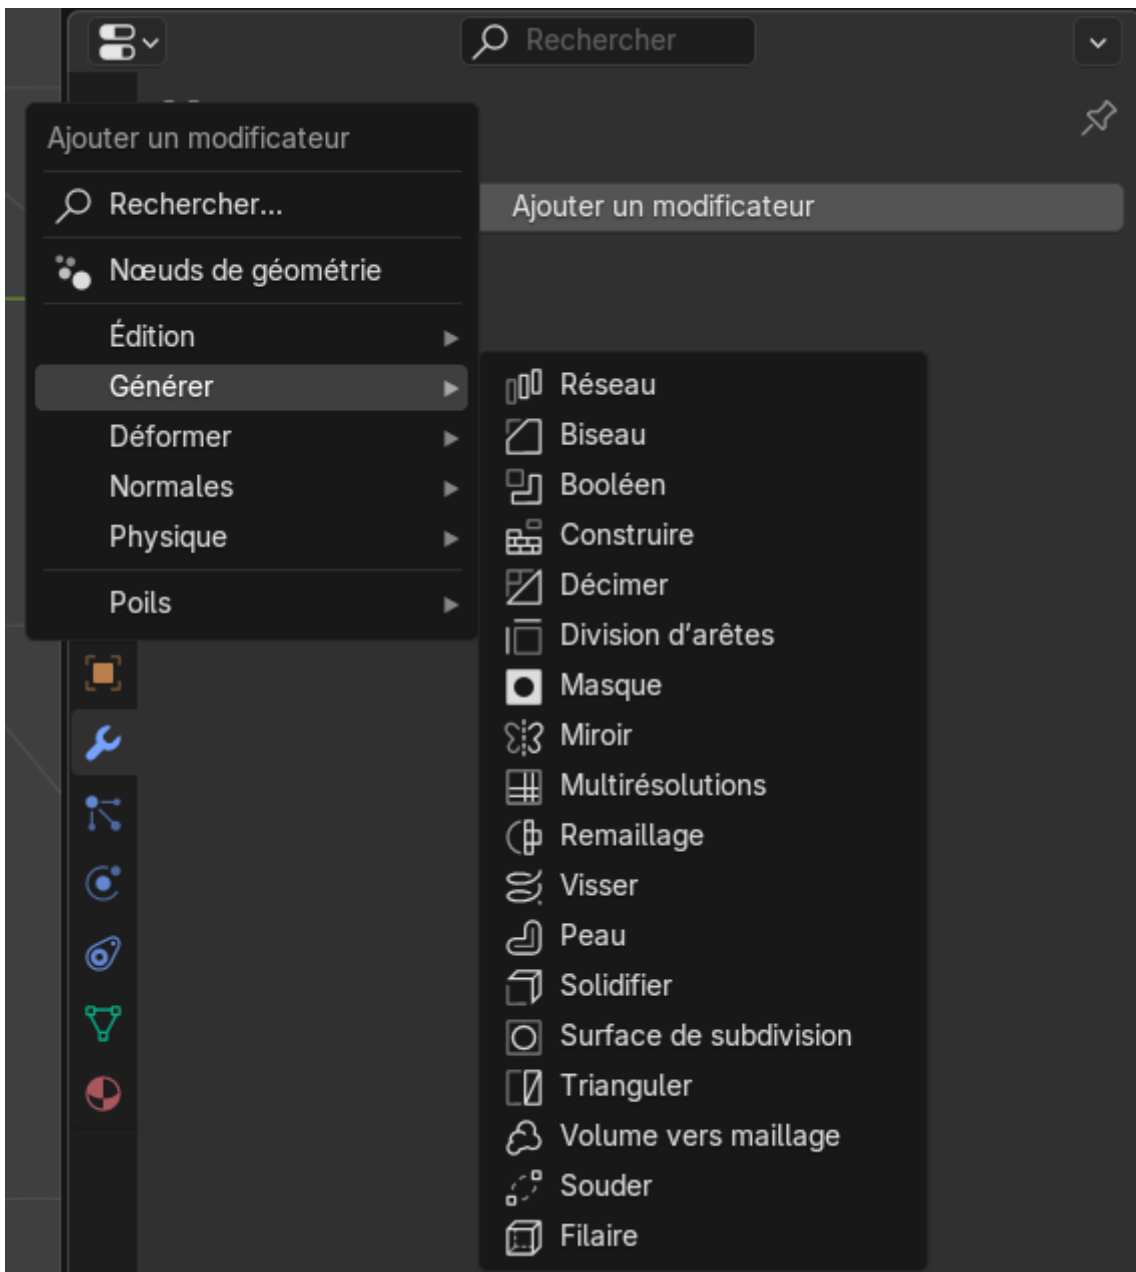 Rechercher
Ajouter un modificateur
Rechercher...
Ajouter un modificateur
Nœuds de géométrie
Édition
Générer
Déformer
Normales
Physique
Poils
Réseau
Biseau
Booléen
Construire
Décimer
Division d’arêtes
Masque
Miroir
Multirésolutions
Remaillage
Visser
Peau
Solidifier
Surface de subdivision
Trianguler
Volume vers maillage
Souder
Filaire